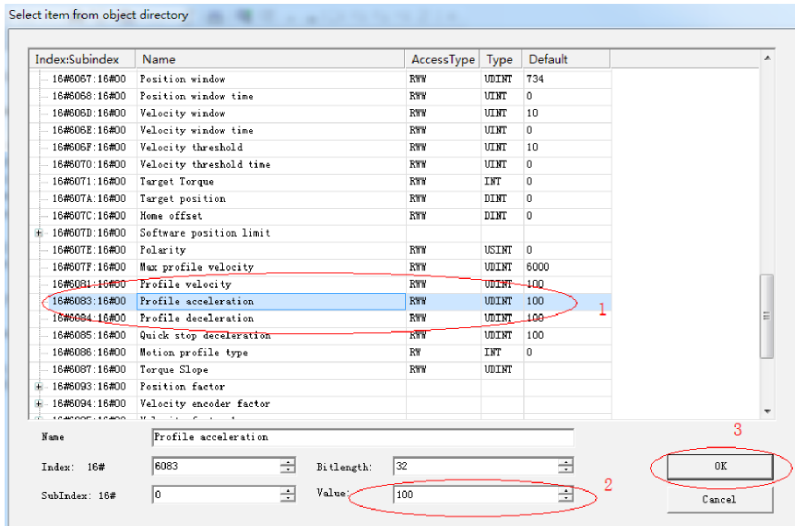 Select item from object directory
Index:Subindex Name AccessType Type Default
16#6067:16#00 Position window RWW UDINT 734
16#6068:16#00 Position window time RWW UINT 0
16#606D:16#00 Velocity window RWW UINT 10
16#606E:16#00 Velocity window time RWW UINT 0
16#606F:16#00 Velocity threshold RWW UINT 10
16#6070:16#00 Velocity threshold time RWW UINT 0
16#6071:16#00 Target Torque RWW INT 0
16#607A:16#00 Target position RWW DINT 0
16#607C:16#00 Home offset RWW DINT 0
16#607D:16#00 Software position limit
16#607E:16#00 Polarity RWW USINT 0
16#607F:16#00 Max profile velocity RWW UDINT 6000
16#6081:16#00 Profile velocity RWW UDINT 100
16#6083:16#00 Profile acceleration RWW UDINT 100 1
16#6084:16#00 Profile deceleration RWW UDINT 100
16#6085:16#00 Quick stop deceleration RWW UDINT 100
16#6086:16#00 Motion profile type RW INT 0
16#6087:16#00 Torque Slope RWW UDINT
16#6093:16#00 Position factor
16#6094:16#00 Velocity encoder factor
Name Profile acceleration 3
Index: 16# 6083 Bitlength: 32 OK
SubIndex: 16# 0 Value: 100 2
Cancel